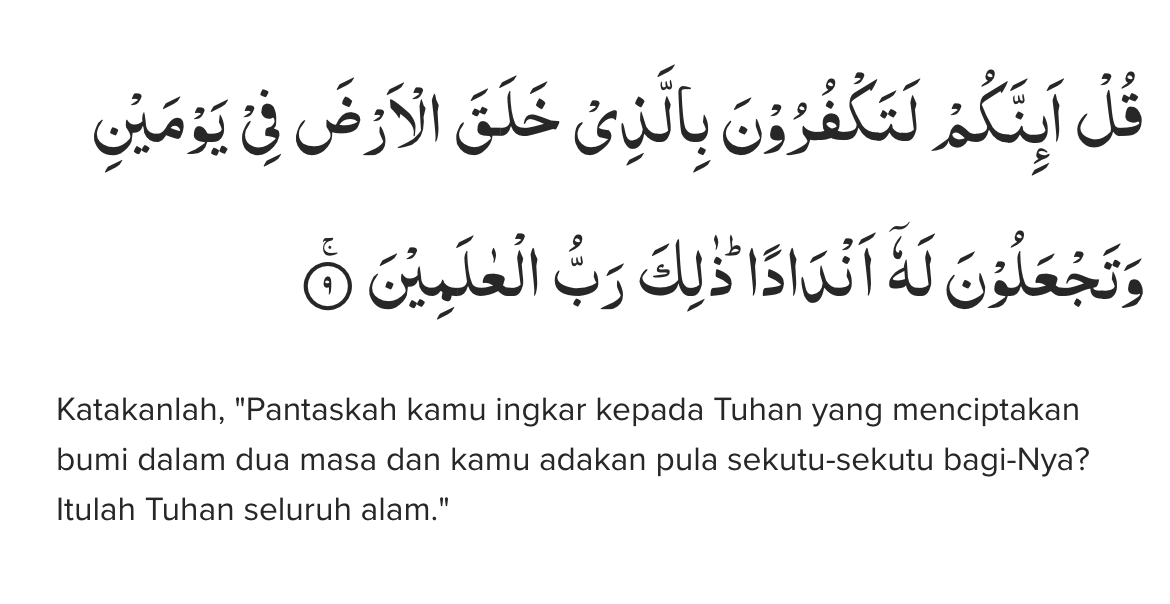 قُلْ اَىِٕنَّكُمْ لَتَكْفُرُوْنَ بِالَّذِيْ خَلَقَ الْاَرْضَ فِيْ يَوْمَيْنِ
وَتَجْعَلُوْنَ لَهٗٓ اَنْدَادًا ۗذٰلِكَ رَبُّ الْعٰلَمِيْنَ ۚ ٩
Katakanlah, "Pantaskah kamu ingkar kepada Tuhan yang menciptakan
bumi dalam dua masa dan kamu adakan pula sekutu-sekutu bagi-Nya?
Itulah Tuhan seluruh alam."